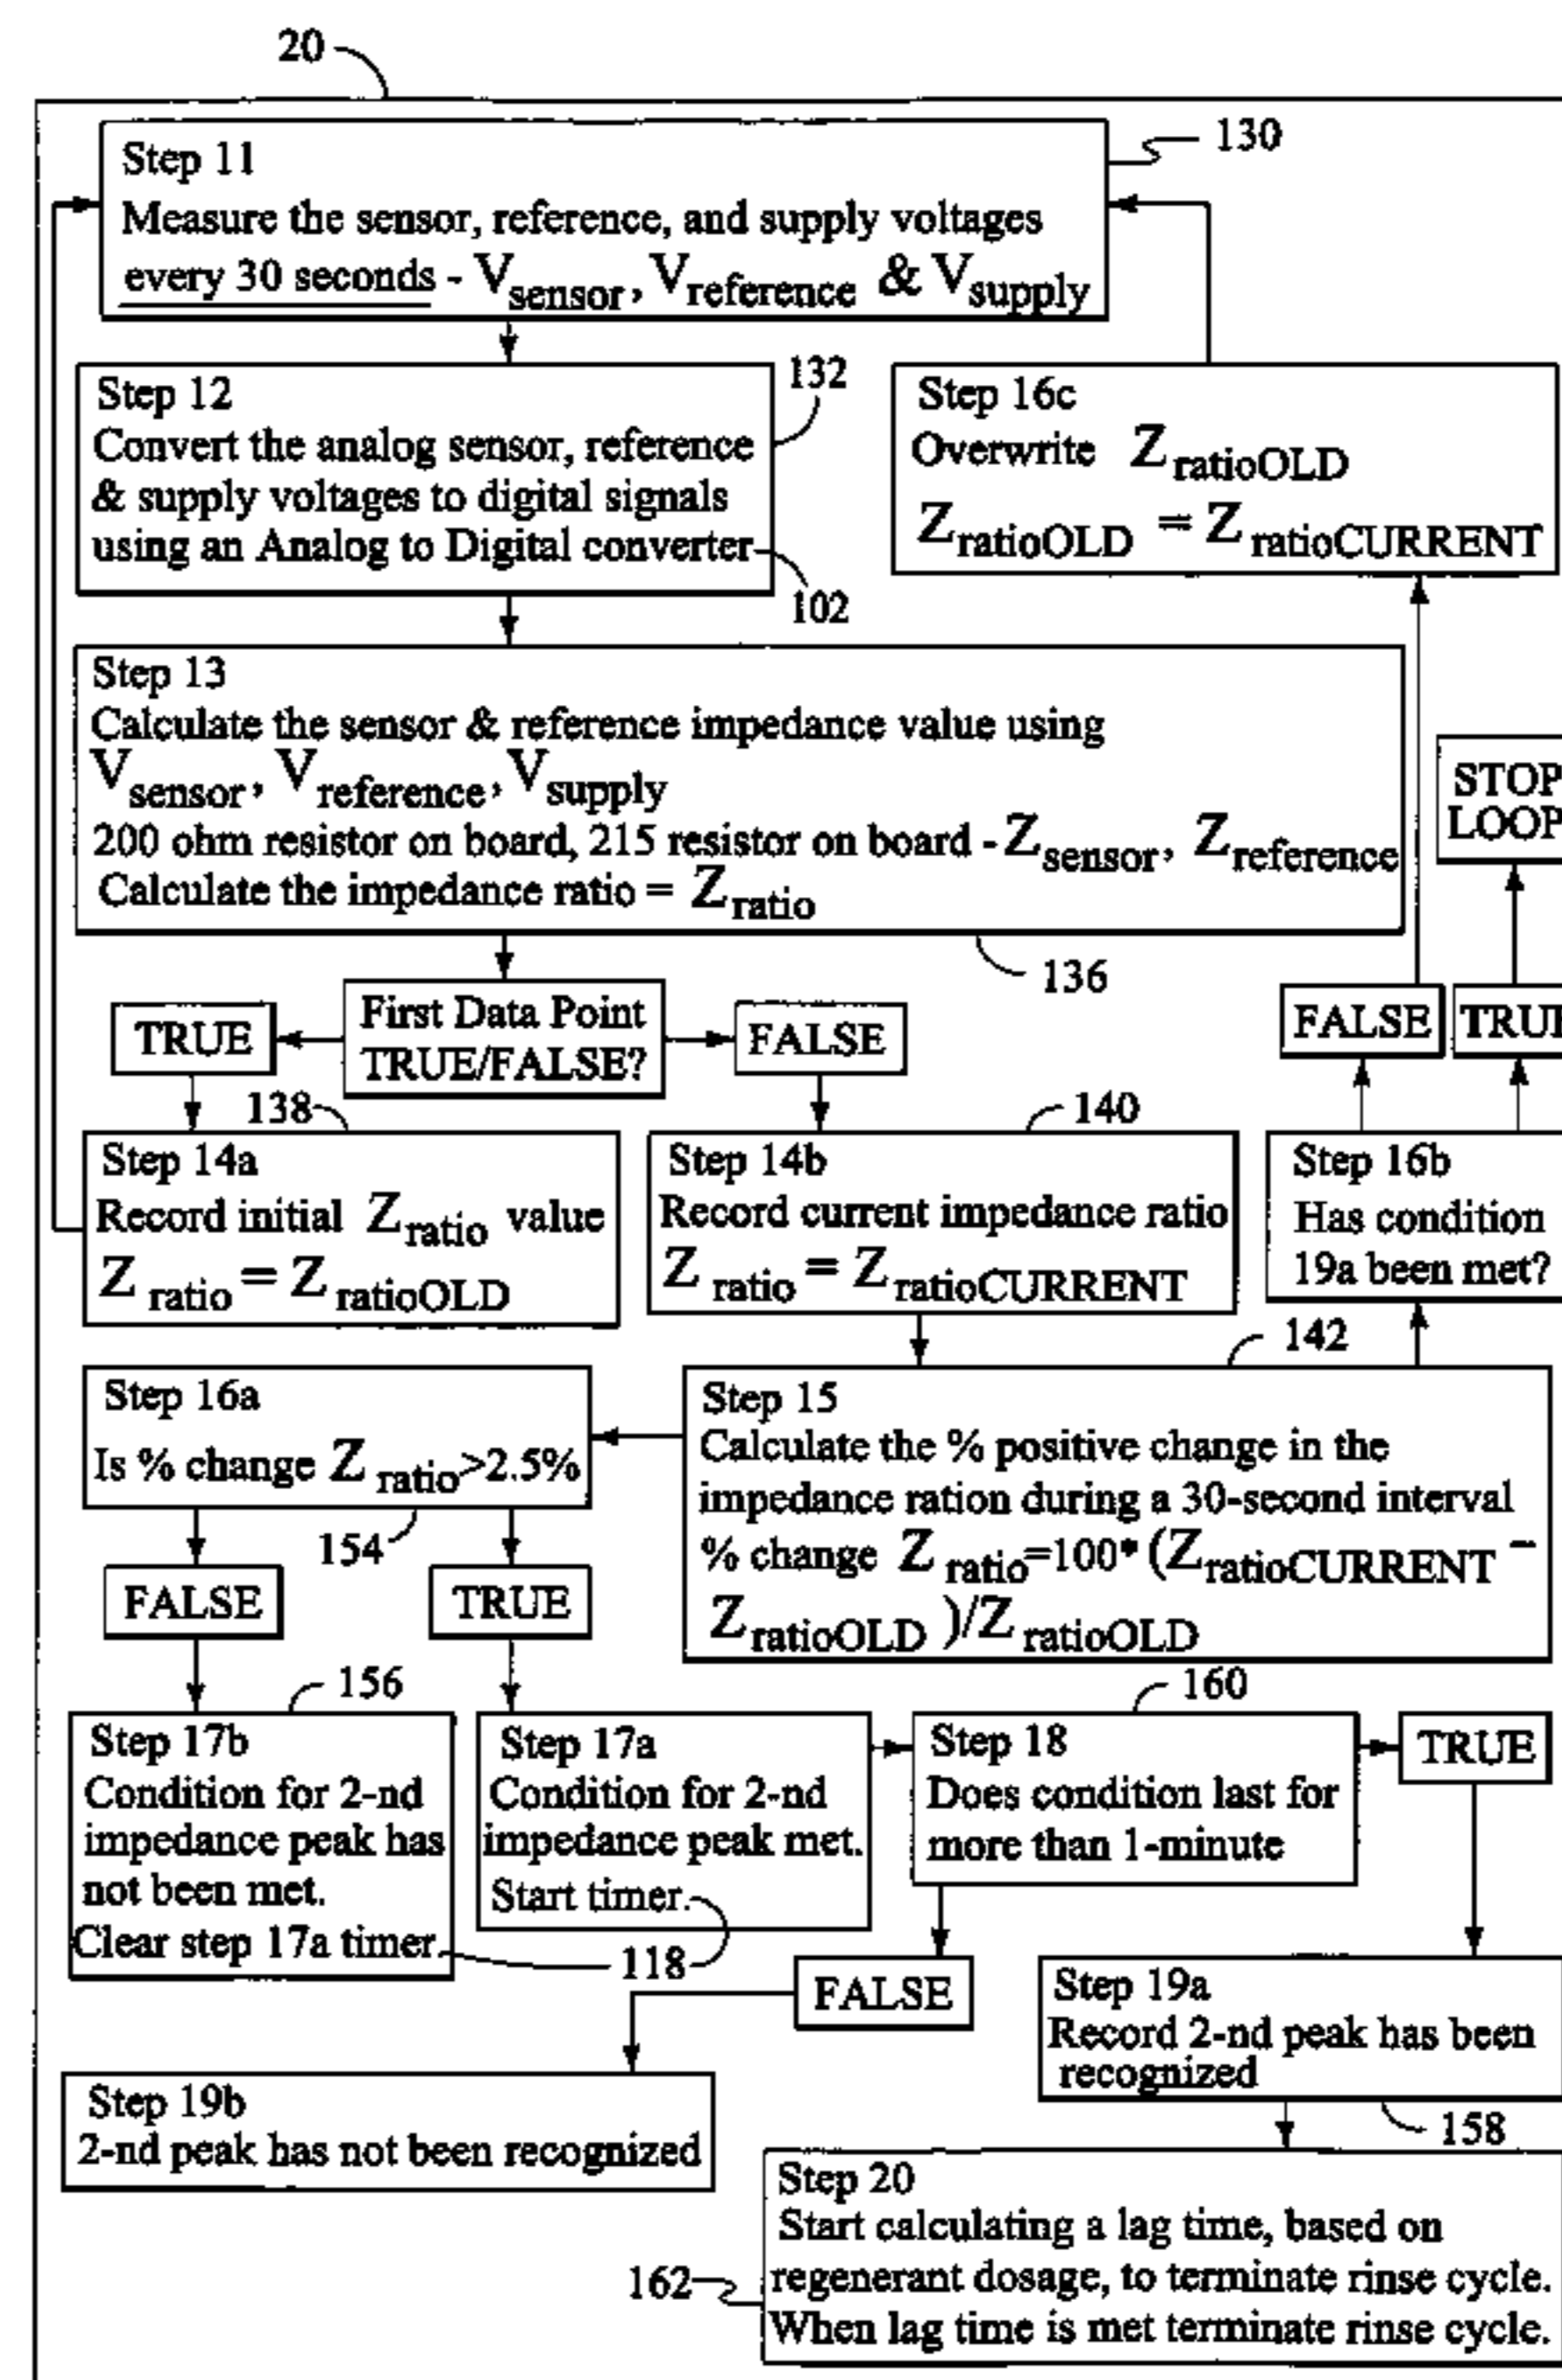 20
130
Step 11
Measure the sensor, reference, and supply voltages
every 30 seconds - Vsensor, Vreference & Vsupply
Step 12
Convert the analog sensor, reference
& supply voltages to digital signals
using an Analog to Digital converter
132
102
Step 16c
Overwrite ZratioOLD
ZratioOLD = ZratioCURRENT
Step 13
Calculate the sensor & reference impedance value using
Vsensor, Vreference, Vsupply
200 ohm resistor on board, 215 resistor on board - Zsensor, Zreference
Calculate the impedance ratio = Zratio
136
STOP
LOOP
TRUE
First Data Point
TRUE/FALSE?
FALSE
FALSE
TRUE
138
Step 14a
Record initial Zratio value
Zratio = ZratioOLD
140
Step 14b
Record current impedance ratio
Zratio = ZratioCURRENT
Step 16b
Has condition
19a been met?
142
Step 16a
Is % change Zratio>2.5%
154
Step 15
Calculate the % positive change in the
impedance ration during a 30-second interval
% change Zratio=100* (ZratioCURRENT -
ZratioOLD )/ZratioOLD
FALSE
TRUE
156
Step 17b
Condition for 2-nd
impedance peak has
not been met.
Clear step 17a timer.
Step 17a
Condition for 2-nd
impedance peak met.
Start timer.
118
160
Step 18
Does condition last for
more than 1-minute
TRUE
FALSE
Step 19a
Record 2-nd peak has been
recognized
158
Step 19b
2-nd peak has not been recognized
Step 20
Start calculating a lag time, based on
regenerant dosage, to terminate rinse cycle.
When lag time is met terminate rinse cycle.
162